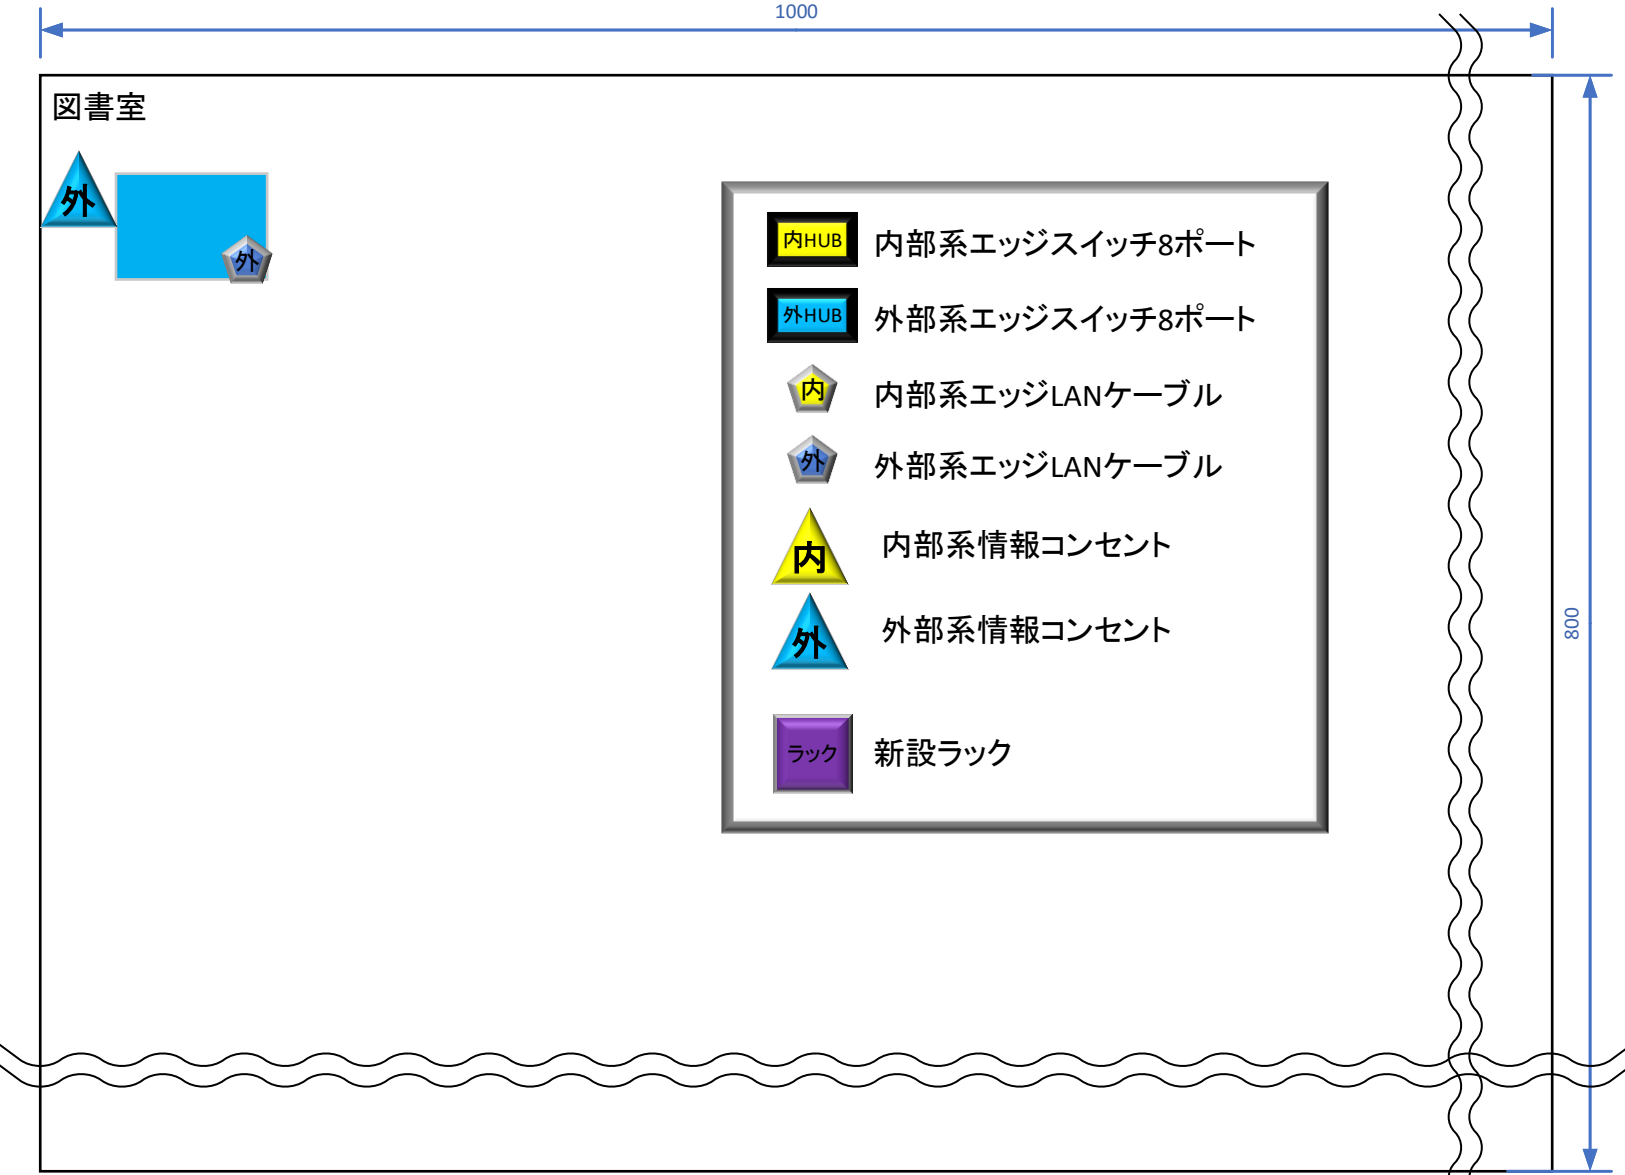 1000
図書室
外
外
内HUB 内部系エッジスイッチ8ポート
外HUB 外部系エッジスイッチ8ポート
内 内部系エッジLANケーブル
外 外部系エッジLANケーブル
内 内部系情報コンセント
外 外部系情報コンセント
ラック 新設ラック
800